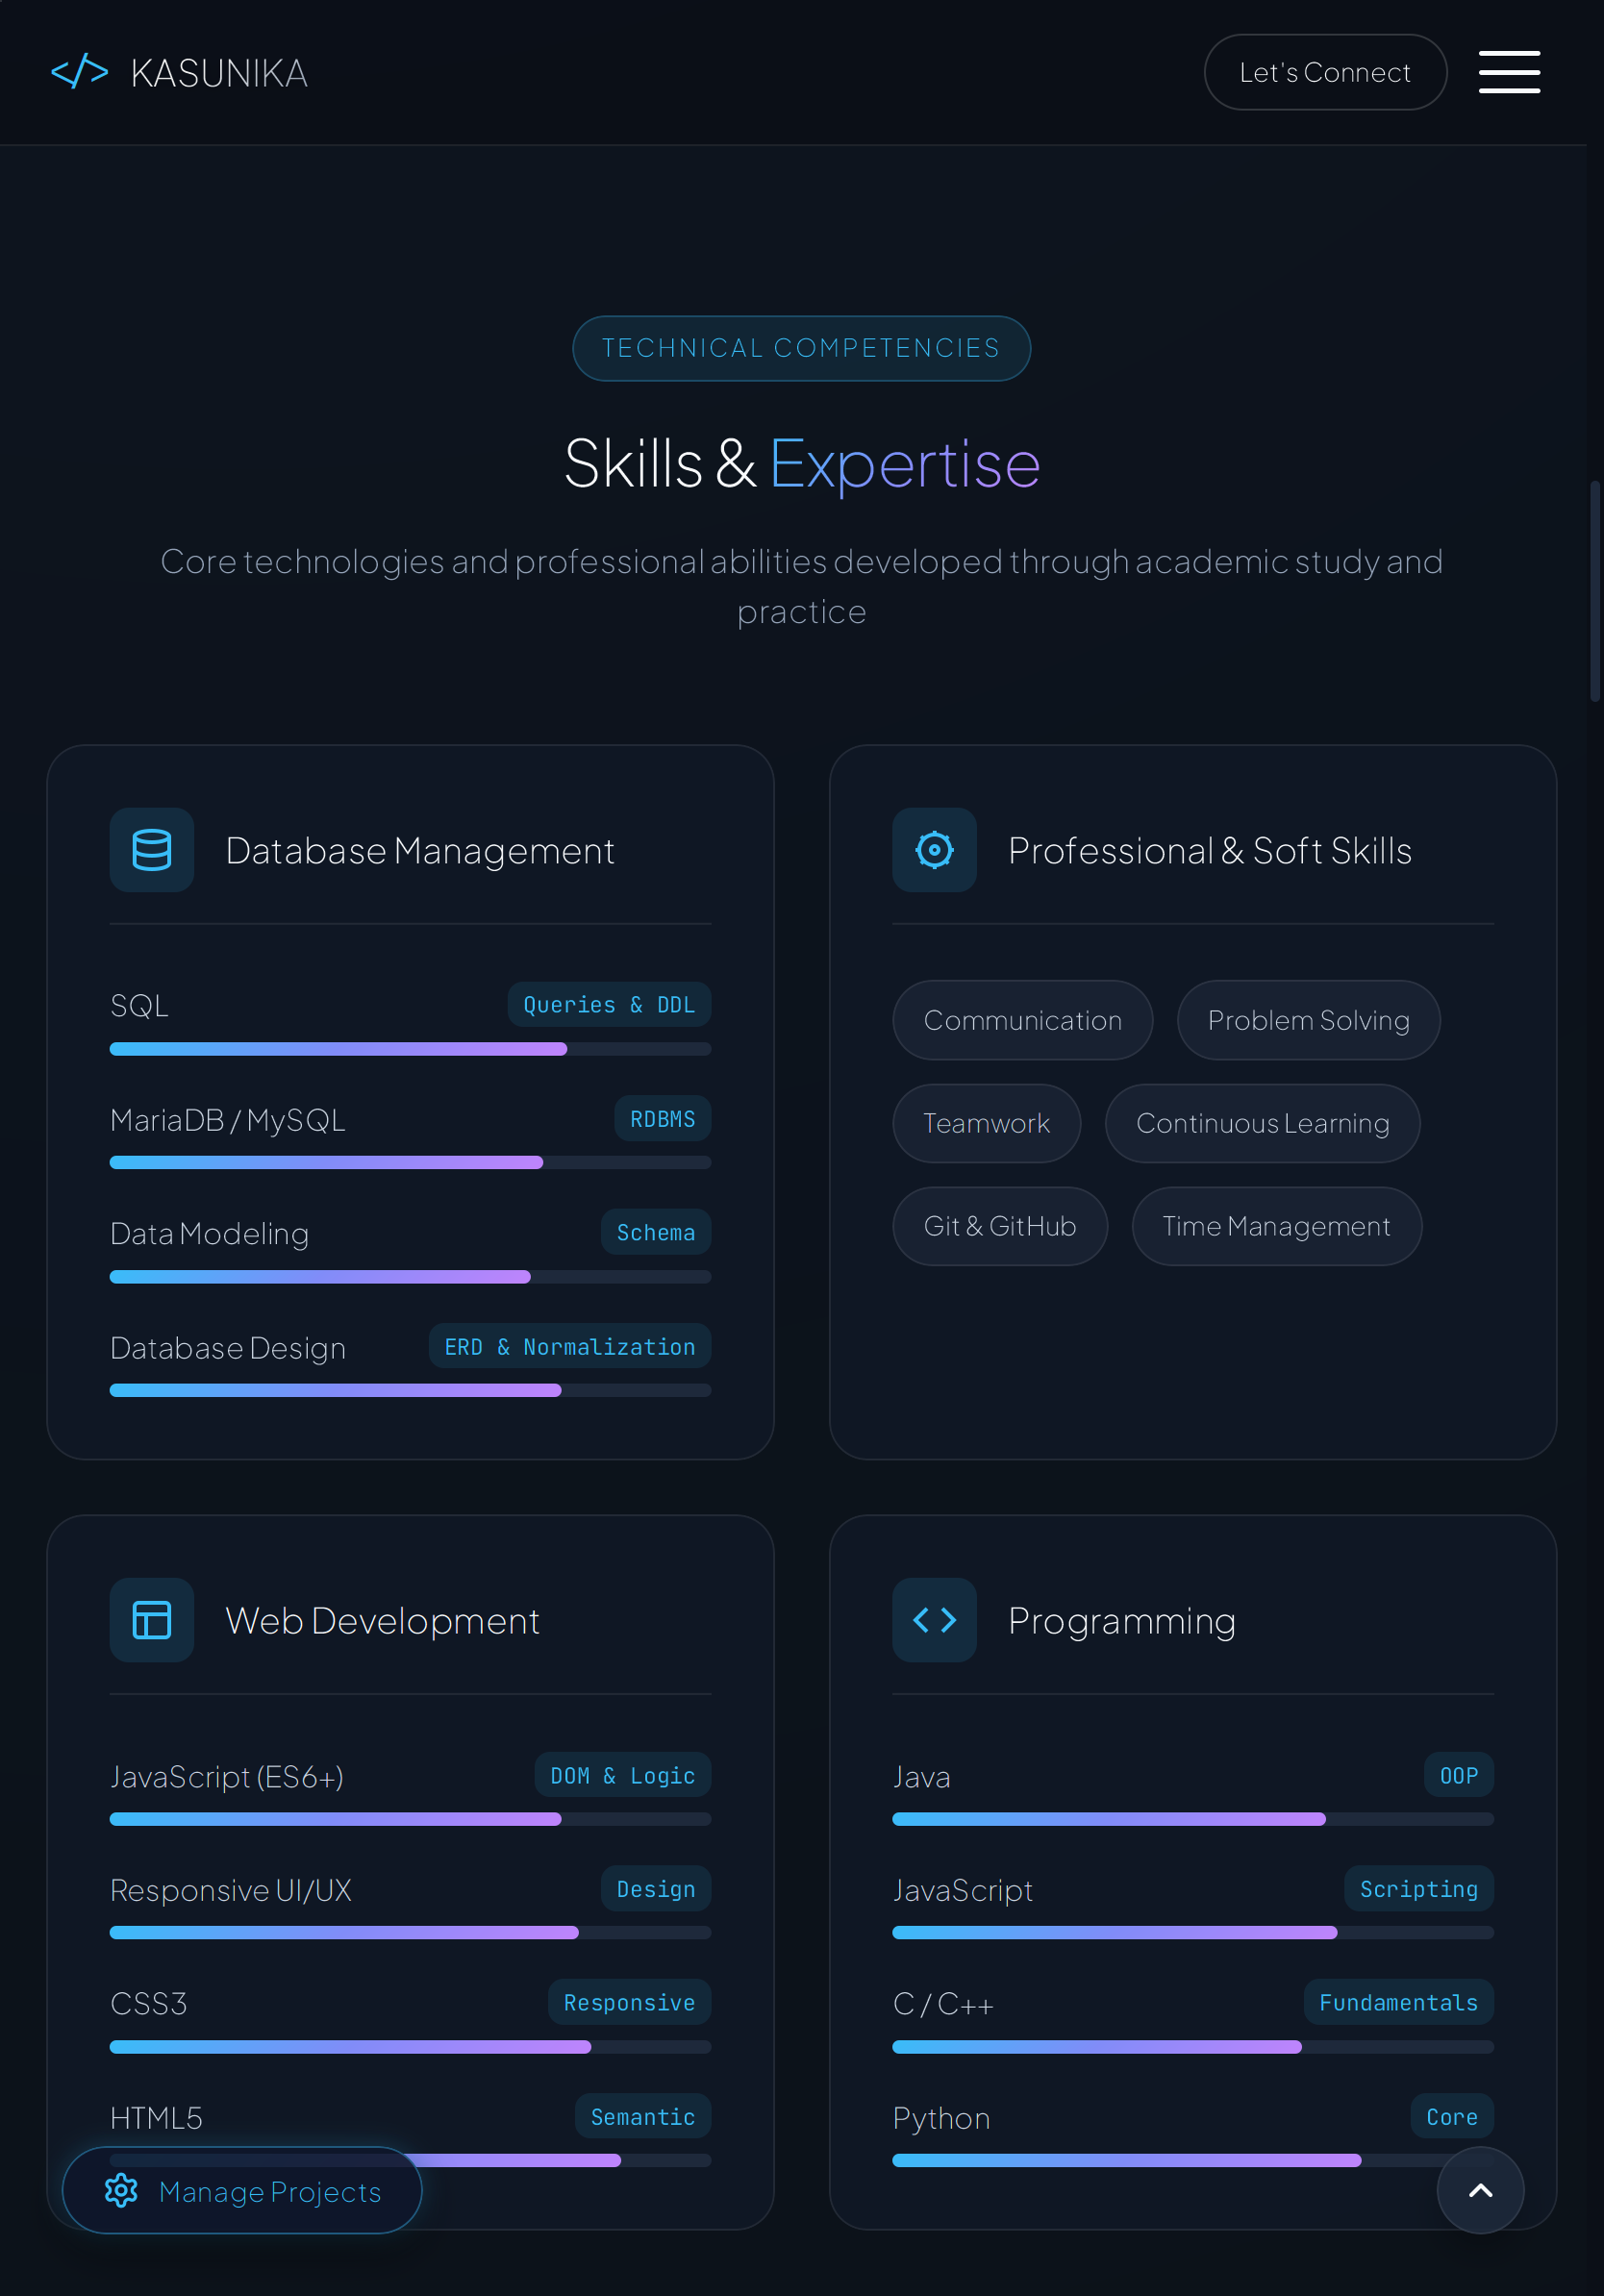 </> KASUNIKA
Let's Connect
TECHNICAL COMPETENCIES
Skills & Expertise
Core technologies and professional abilities developed through academic study and
practice
Database Management
SQL
Queries & DDL
MariaDB / MySQL
RDBMS
Data Modeling
Schema
Database Design
ERD & Normalization
Professional & Soft Skills
Communication
Problem Solving
Teamwork
Continuous Learning
Git & GitHub
Time Management
Web Development
JavaScript (ES6+)
DOM & Logic
Responsive UI/UX
Design
CSS3
Responsive
HTML5
Semantic
Programming
Java
OOP
JavaScript
Scripting
C / C++
Fundamentals
Python
Core
Manage Projects